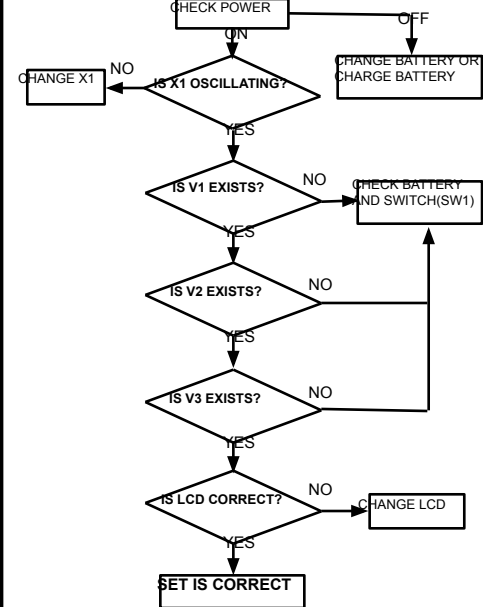 CHECK POWER
OFF
ON
CHANGE BATTERY OR
CHARGE BATTERY
NO
CHANGE X1
IS X1 OSCILLATING?
YES
IS V1 EXISTS?
NO
CHECK BATTERY
AND SWITCH(SW1)
YES
IS V2 EXISTS?
NO
YES
IS V3 EXISTS?
NO
YES
IS LCD CORRECT?
NO
CHANGE LCD
YES
SET IS CORRECT